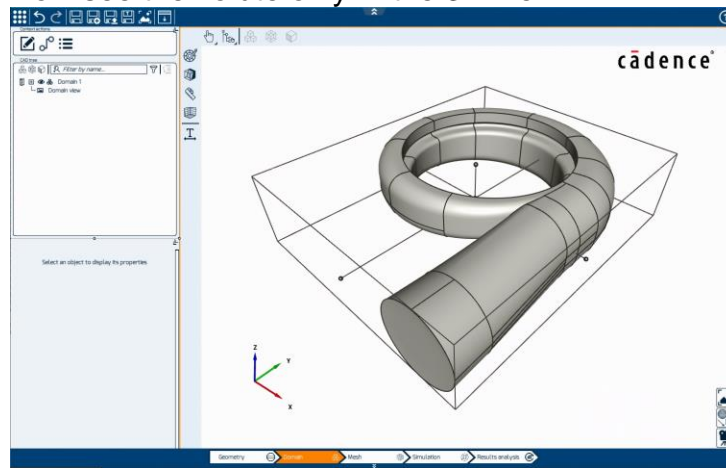 Context actions
CAD tree
Filter by name...
Domain 1
Domain view
Select an object to display its properties
cādence®
Z
Y
X
Geometry
Domain
Mesh
Simulation
Results analysis